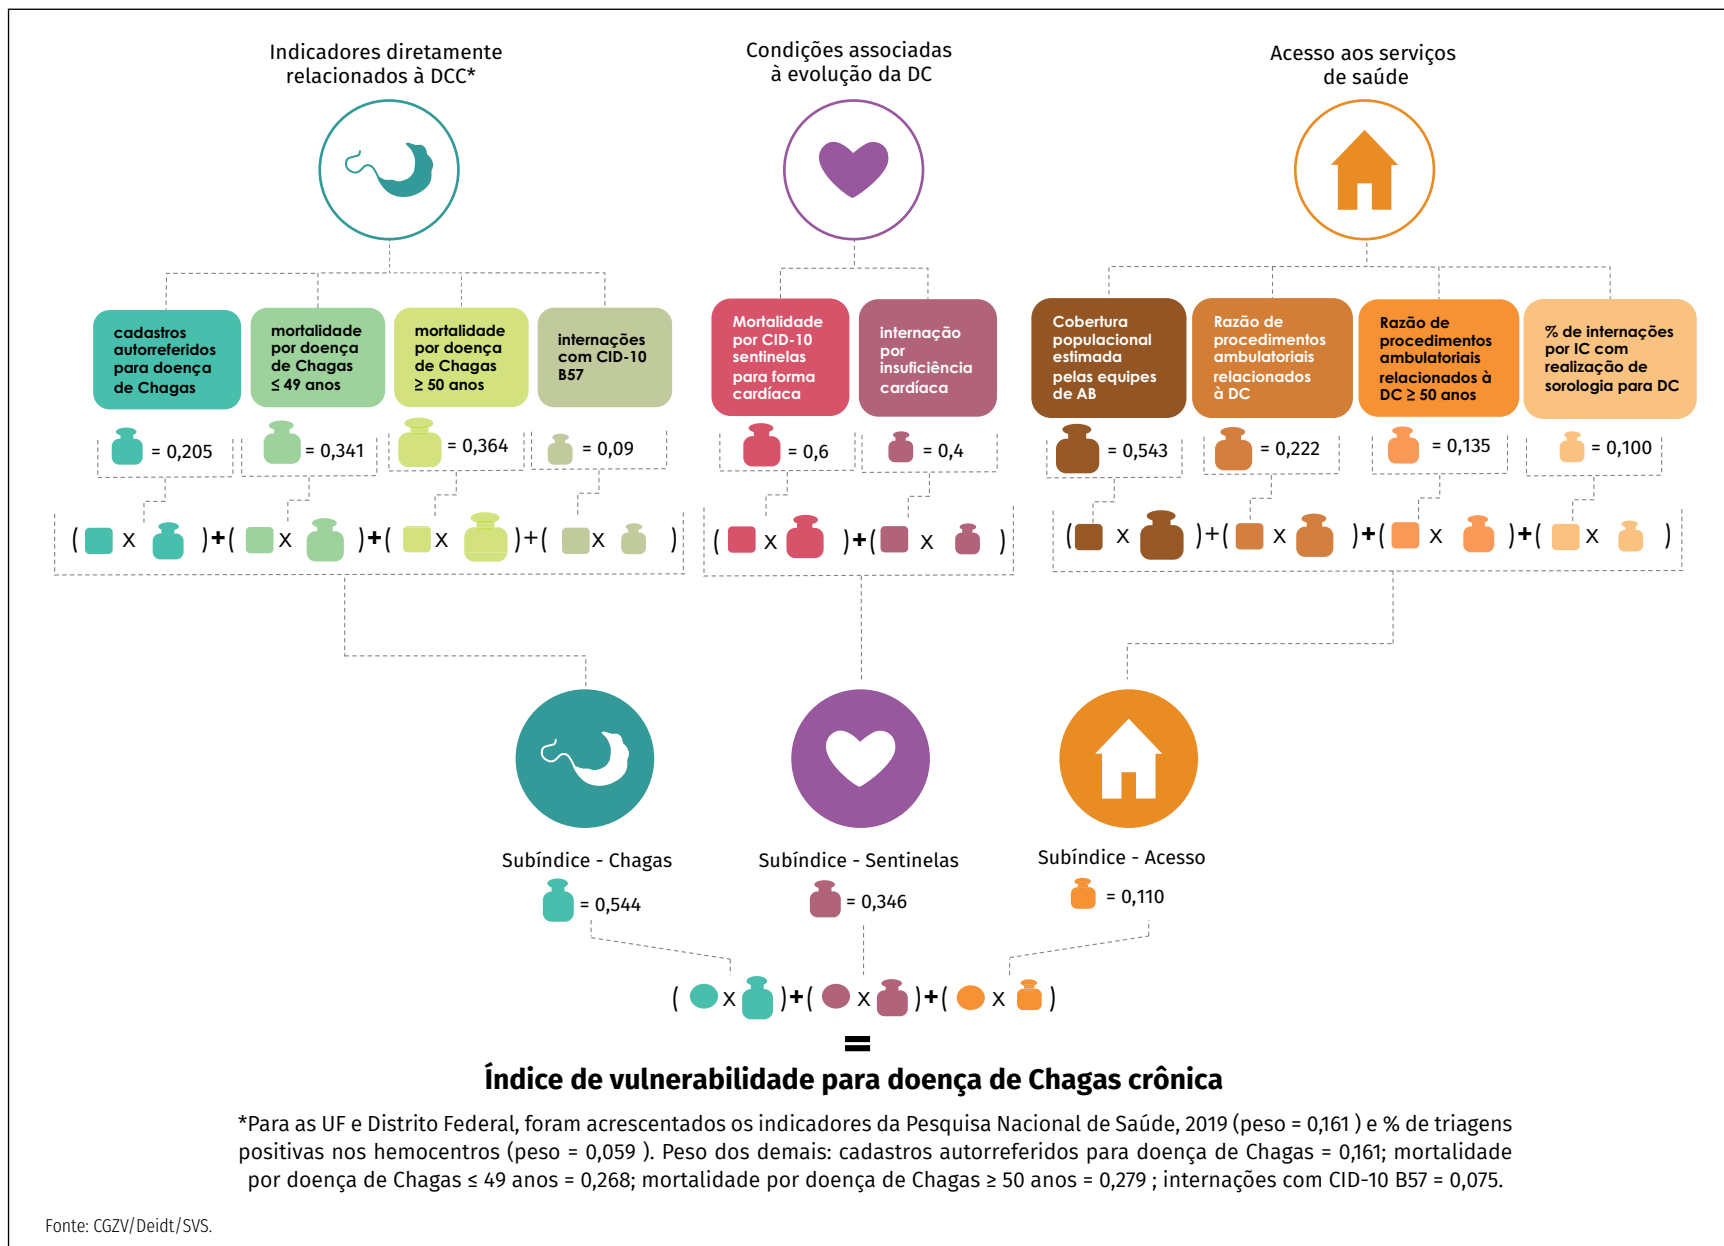 Indicadores diretamente
relacionados à DCC*
Condições associadas
à evolução da DC
Acesso aos serviços
de saúde
cadastros
autorreferidos
para doença
de Chagas
mortalidade
por doença
de Chagas
≤ 49 anos
mortalidade
por doença
de Chagas
≥ 50 anos
internações
com CID-10
B57
Mortalidade
por CID-10
sentinelas
para forma
cardíaca
internação
por
insuficiência
cardíaca
Cobertura
populacional
estimada
pelas equipes
de AB
Razão de
procedimentos
ambulatoriais
relacionados
à DC
Razão de
procedimentos
ambulatoriais
relacionados à
DC ≥ 50 anos
% de internações
por IC com
realização de
sorologia para DC
= 0,205
= 0,341
= 0,364
= 0,09
= 0,6
= 0,4
= 0,543
= 0,222
= 0,135
= 0,100
( X ) + ( X ) + ( X ) + ( X )
( X ) + ( X )
( X ) + ( X ) + ( X ) + ( X )
Subíndice - Chagas
= 0,544
Subíndice - Sentinelas
= 0,346
Subíndice - Acesso
= 0,110
( X ) + ( X ) + ( X )
=
Índice de vulnerabilidade para doença de Chagas crônica
*Para as UF e Distrito Federal, foram acrescentados os indicadores da Pesquisa Nacional de Saúde, 2019 (peso = 0,161 ) e % de triagens
positivas nos hemocentros (peso = 0,059 ). Peso dos demais: cadastros autorreferidos para doença de Chagas = 0,161; mortalidade
por doença de Chagas ≤ 49 anos = 0,268; mortalidade por doença de Chagas ≥ 50 anos = 0,279 ; internações com CID-10 B57 = 0,075.
Fonte: CGZV/Deidt/SVS.